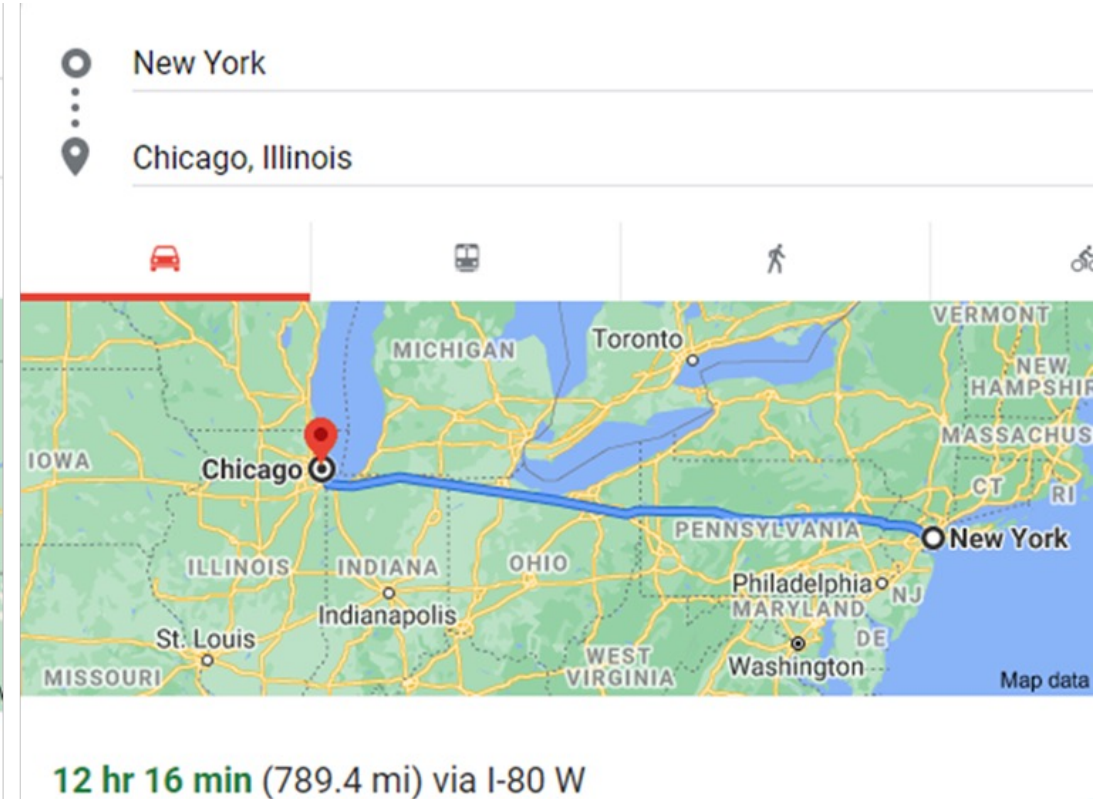 New York
Chicago, Illinois
VERMONT
Toronto
MICHIGAN
NEW
HAMPSHIR
MASSACHUS
IOWA
Chicago
CT
RI
PENNSYLVANIA
New York
ILLINOIS
INDIANA
OHIO
Philadelphia
NJ
Indianapolis
MARYLAND
St. Louis
DE
WEST
VIRGINIA
Washington
MISSOURI
Map data
12 hr 16 min (789.4 mi) via I-80 W